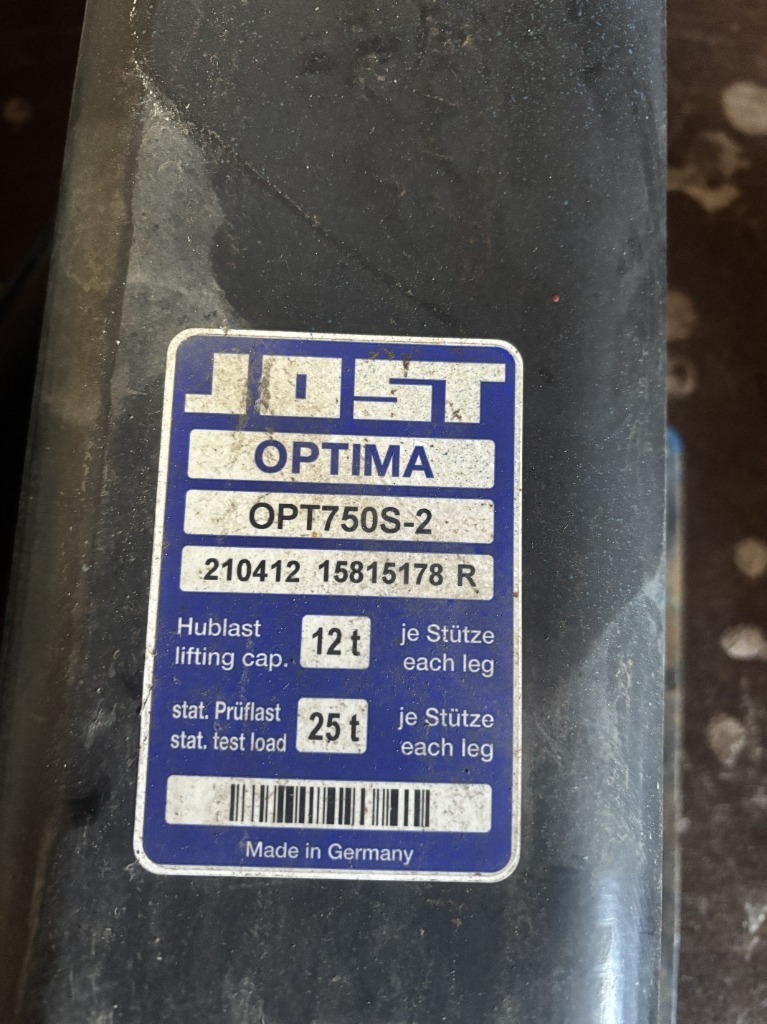 JOST
OPTIMA
OPT750S-2
210412 15815178 R
Hublast 12 t je Stütze
lifting cap. each leg
stat. Prüflast 25 t je Stütze
stat. test load each leg
Made in Germany